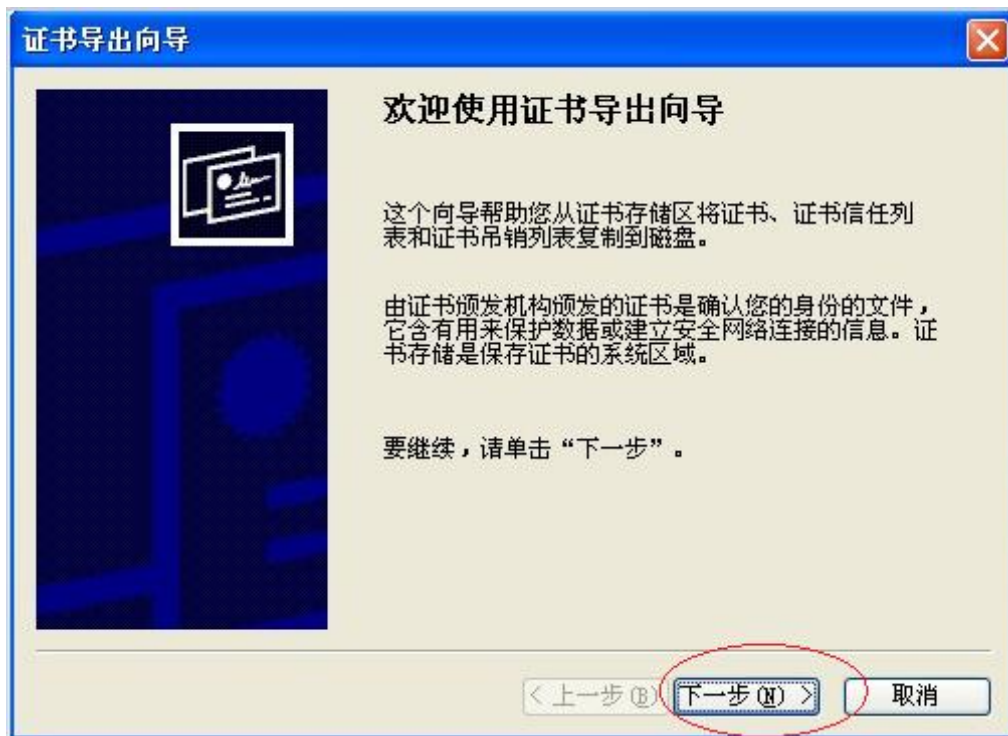 证书导出向导
欢迎使用证书导出向导
这个向导帮助您从证书存储区将证书、证书信任列
表和证书吊销列表复制到磁盘。
由证书颁发机构颁发的证书是确认您的身份的文件，
它含有用来保护数据或建立安全网络连接的信息。证
书存储是保存证书的系统区域。
要继续，请单击“下一步”。
< 上一步(B) 下一步(N) > 取消